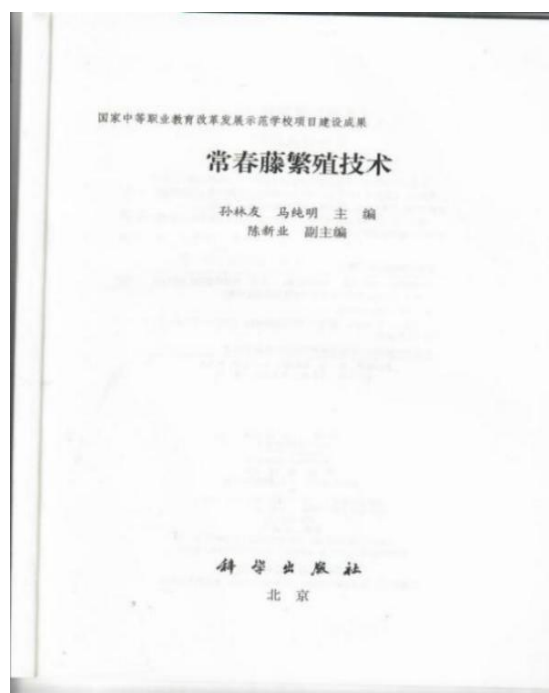 国家中等职业教育改革发展示范学校项目建设成果
常春藤繁殖技术
孙林友 马纯明 主 编
陈新业 副主编
科学出版社
北 京